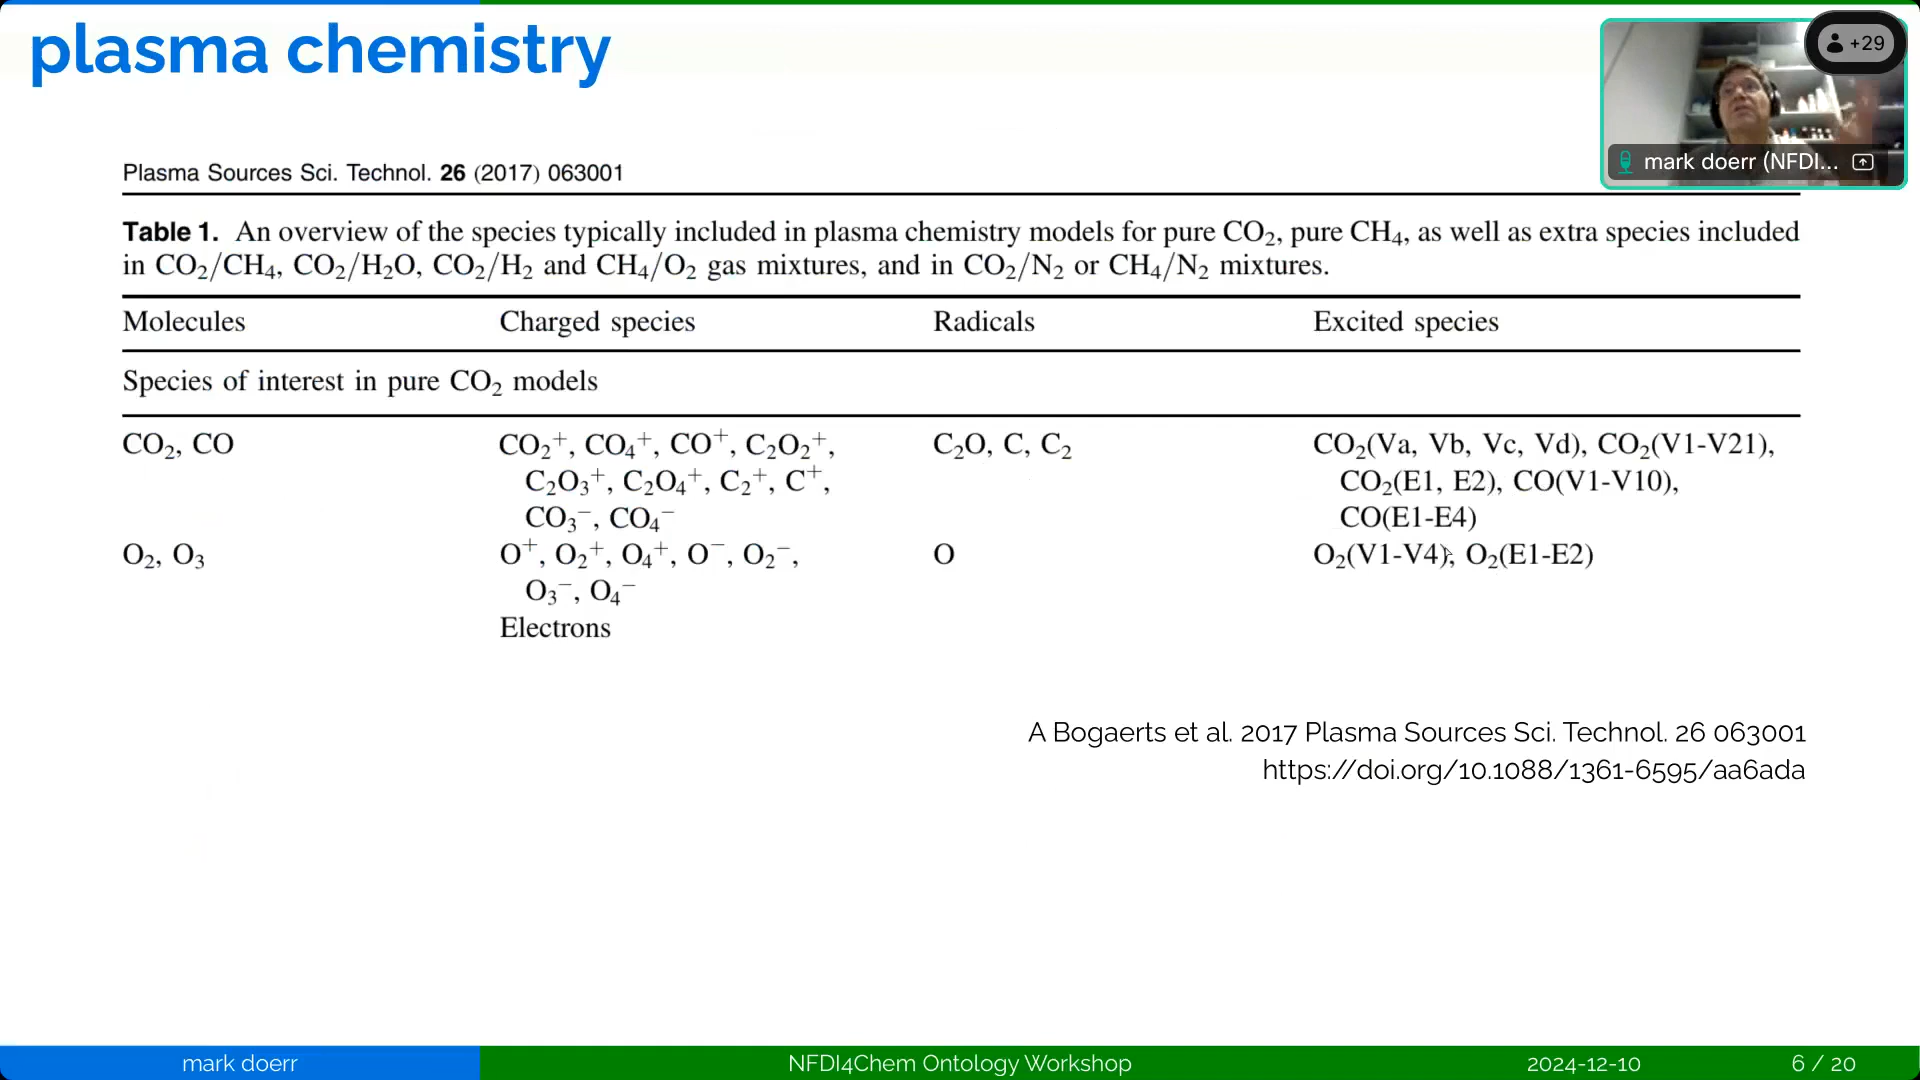 plasma chemistry
+29
mark doerr (NFDI...
Plasma Sources Sci. Technol. 26 (2017) 063001
Table 1. An overview of the species typically included in plasma chemistry models for pure CO₂, pure CH₄, as well as extra species included
in CO₂/CH₄, CO₂/H₂O, CO₂/H₂ and CH₄/O₂ gas mixtures, and in CO₂/N₂ or CH₄/N₂ mixtures.
Molecules Charged species Radicals Excited species
Species of interest in pure CO₂ models
CO₂, CO CO₂⁺, CO₄⁺, CO⁺, C₂O₂⁺, C₂O, C, C₂ CO₂(Va, Vb, Vc, Vd), CO₂(V1-V21),
C₂O₃⁺, C₂O₄⁺, C₂⁺, C⁺, CO₂(E1, E2), CO(V1-V10),
CO₃⁻, CO₄⁻ CO(E1-E4)
O₂, O₃ O⁺, O₂⁺, O₄⁺, O⁻, O₂⁻, O O₂(V1-V4), O₂(E1-E2)
O₃⁻, O₄⁻
Electrons
A Bogaerts et al. 2017 Plasma Sources Sci. Technol. 26 063001
https://doi.org/10.1088/1361-6595/aa6ada
mark doerr NFDI4Chem Ontology Workshop 2024-12-10 6 / 20